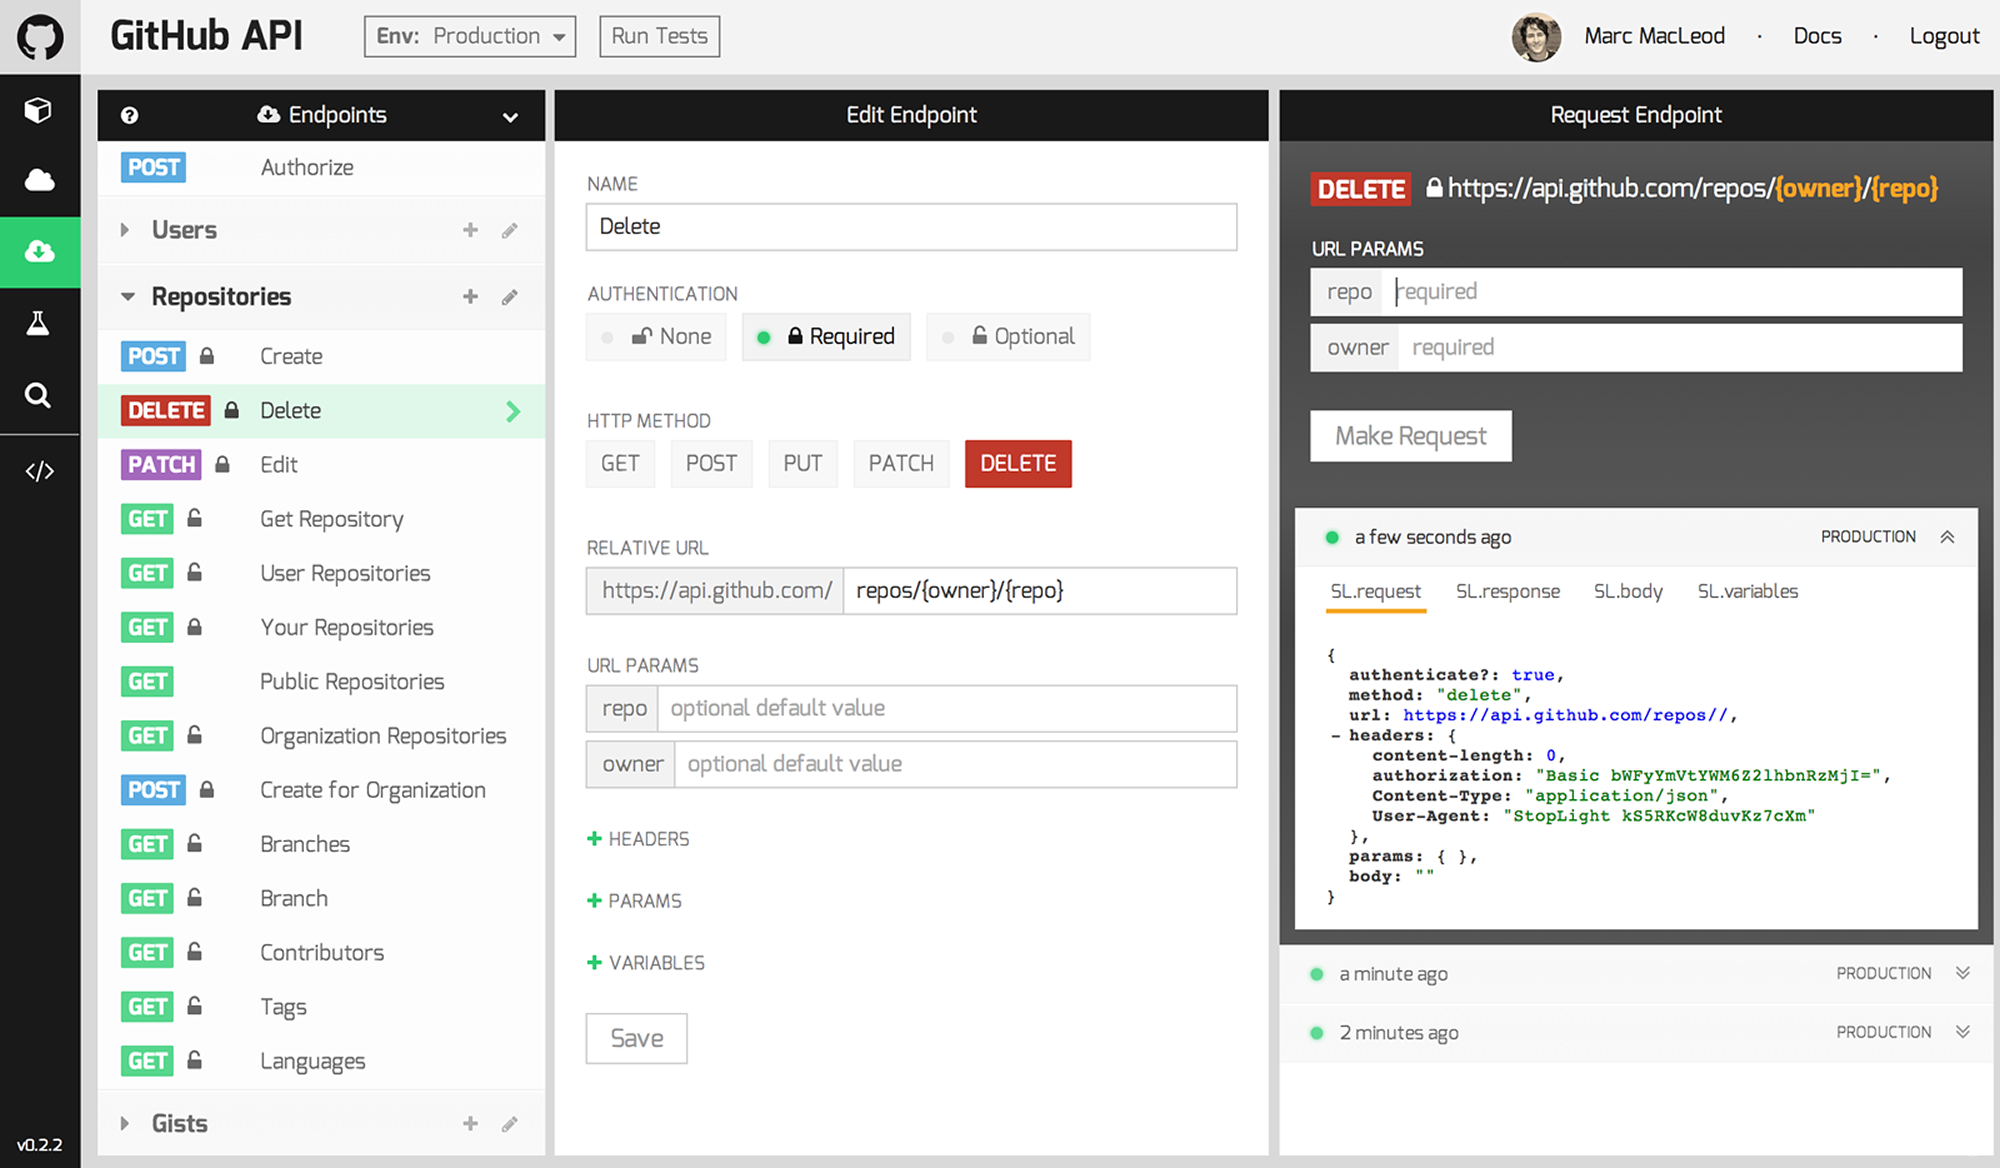 GitHub API
Env: Production
Run Tests
Marc MacLeod · Docs · Logout
Endpoints
POST Authorize
Users
Repositories
POST Create
DELETE Delete
PATCH Edit
GET Get Repository
GET User Repositories
GET Your Repositories
GET Public Repositories
GET Organization Repositories
POST Create for Organization
GET Branches
GET Branch
GET Contributors
GET Tags
GET Languages
Gists
v0.2.2
Edit Endpoint
NAME
Delete
AUTHENTICATION
None Required Optional
HTTP METHOD
GET POST PUT PATCH DELETE
RELATIVE URL
https://api.github.com/ repos/{owner}/{repo}
URL PARAMS
repo optional default value
owner optional default value
+ HEADERS
+ PARAMS
+ VARIABLES
Save
Request Endpoint
DELETE https://api.github.com/repos/{owner}/{repo}
URL PARAMS
repo required
owner required
Make Request
a few seconds ago PRODUCTION
SL.request SL.response SL.body SL.variables
{
authenticate?: true,
method: "delete",
url: https://api.github.com/repos//,
- headers: {
content-length: 0,
authorization: "Basic bWFyYmVtYWM6Z2lhbnRzMjI=",
Content-Type: "application/json",
User-Agent: "StopLight kS5RKcW8duvKz7cXm"
},
params: { },
body: ""
}
a minute ago PRODUCTION
2 minutes ago PRODUCTION